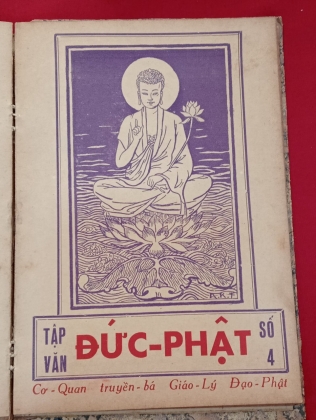 TẬP VĂN
ĐỨC-PHẬT
SỐ 4
Cơ-Quan truyền-bá Giáo-Lý Đạo-Phật